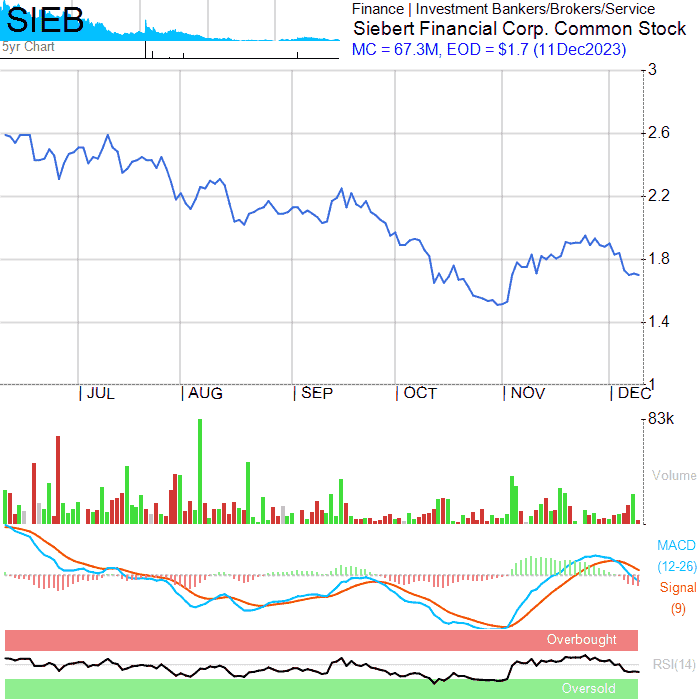 SIEB
5yr Chart
Finance | Investment Bankers/Brokers/Service
Siebert Financial Corp. Common Stock
MC = 67.3M, EOD = $1.7 (11Dec2023)
3
2.6
2.2
1.8
1.4
1
JUL AUG SEP OCT NOV DEC
83k
Volume
MACD
(12-26)
Signal
(9)
Overbought
RSI(14)
Oversold